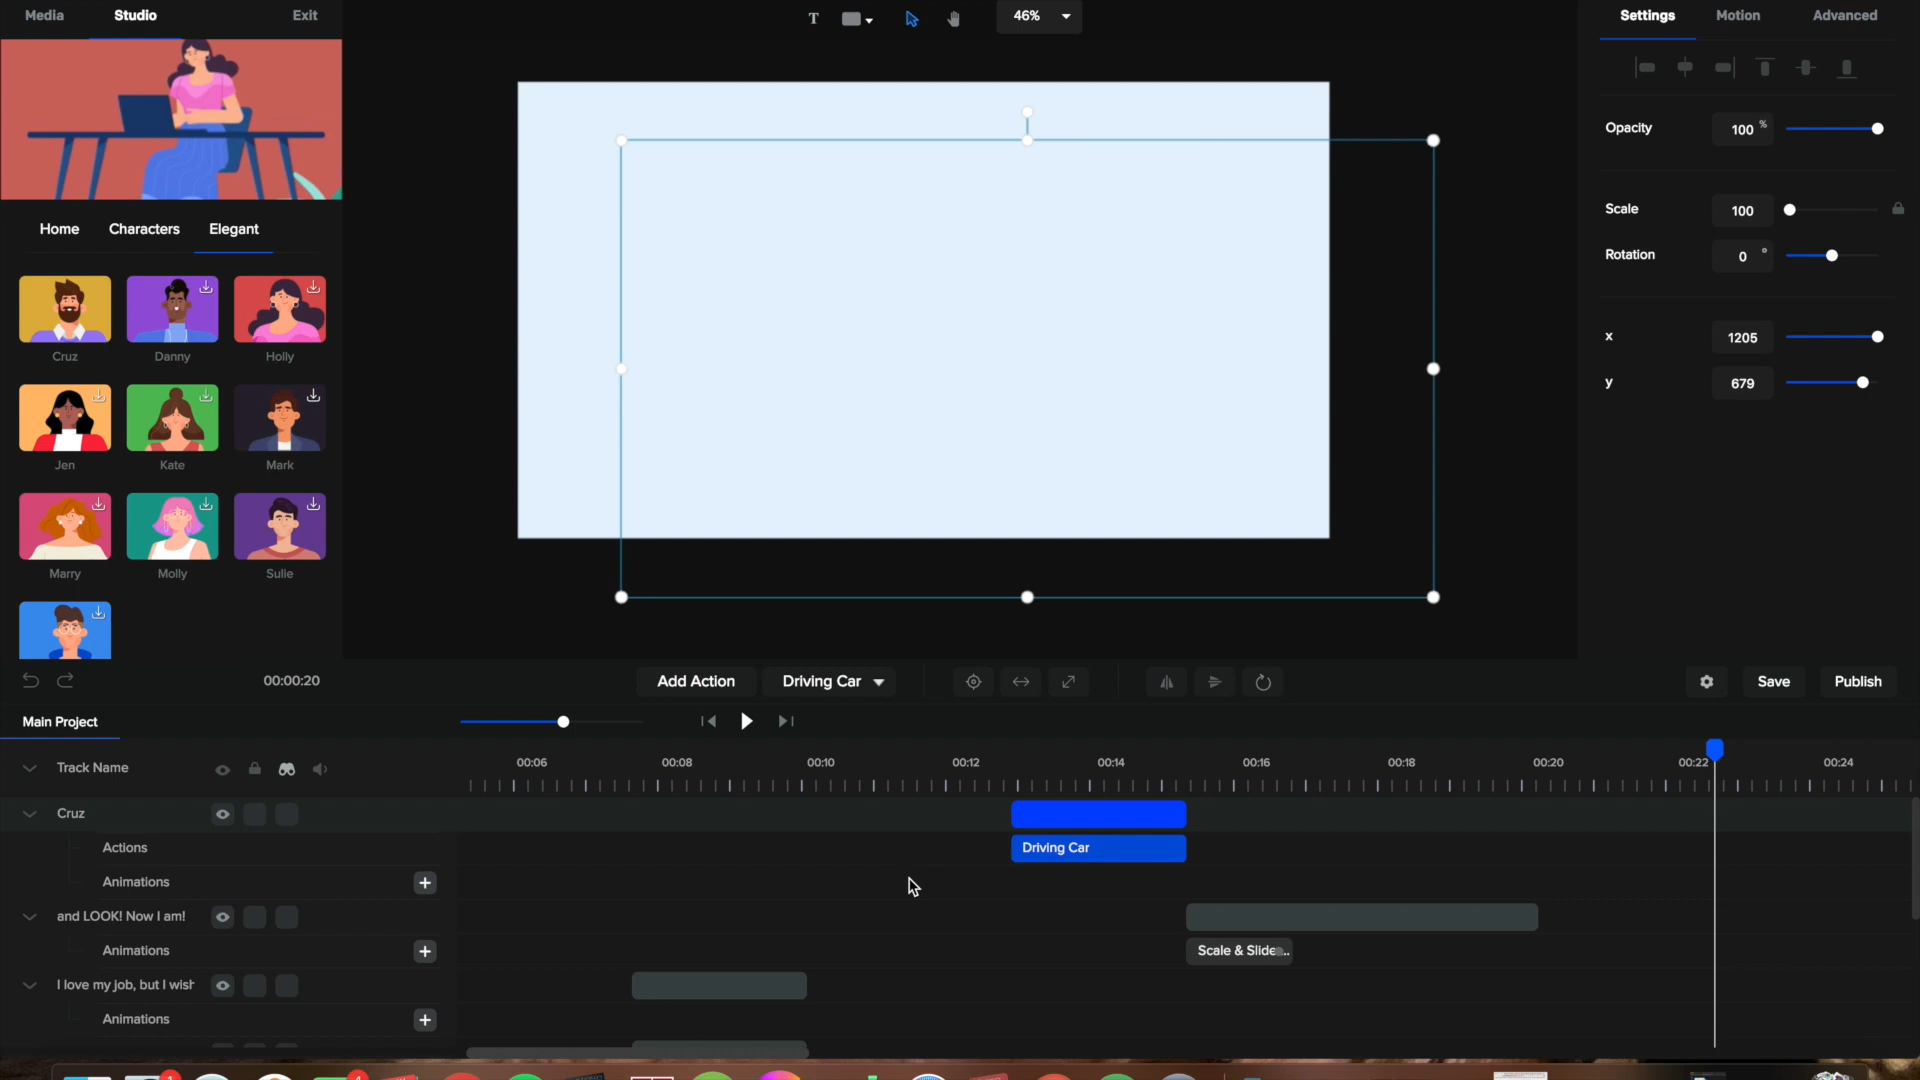 Media
Studio
Exit
T
46%
Settings
Motion
Advanced
Opacity
100 %
Scale
100
Rotation
0 °
x
1205
y
679
Home
Characters
Elegant
Cruz
Danny
Holly
Jen
Kate
Mark
Marry
Molly
Sulie
00:00:20
Add Action
Driving Car
Save
Publish
Main Project
Track Name
00:06
00:08
00:10
00:12
00:14
00:16
00:18
00:20
00:22
00:24
Cruz
Actions
Driving Car
Animations
and LOOK! Now I am!
Animations
Scale & Slide...
I love my job, but I wish
Animations